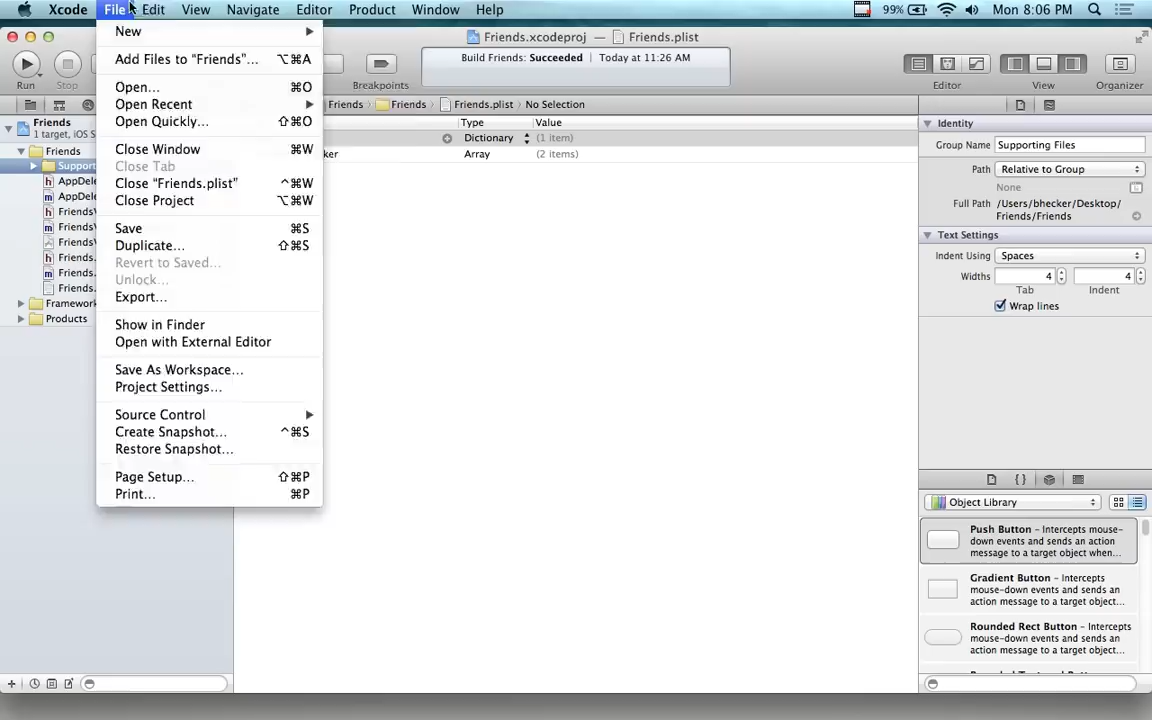 Xcode File Edit View Navigate Editor Product Window Help 99% Mon 8:06 PM
Friends.xcodeproj — Friends.plist
Run Stop Build Friends: Succeeded Today at 11:26 AM Breakpoints Editor View Organizer
Friends Friends Friends.plist No Selection
Friends
1 target, iOS S
Friends
Support
AppDele
AppDele
FriendsV
FriendsV
FriendsV
Friends.
Friends.
Friends.
Framework
Products
New
Add Files to "Friends"... ⌥⌘A
Open... ⌘O
Open Recent
Open Quickly... ⇧⌘O
Close Window ⌘W
Close Tab
Close "Friends.plist" ^⌘W
Close Project ⌥⌘W
Save ⌘S
Duplicate... ⇧⌘S
Revert to Saved...
Unlock...
Export...
Show in Finder
Open with External Editor
Save As Workspace...
Project Settings...
Source Control
Create Snapshot... ^⌘S
Restore Snapshot...
Page Setup... ⇧⌘P
Print... ⌘P
Type Value
Dictionary (1 item)
ker Array (2 items)
Identity
Group Name Supporting Files
Path Relative to Group
None
Full Path /Users/bhecker/Desktop/
Friends/Friends
Text Settings
Indent Using Spaces
Widths 4 4
Tab Indent
Wrap lines
Object Library
Push Button – Intercepts mouse-
down events and sends an action
message to a target object when...
Gradient Button – Intercepts
mouse-down events and sends an
action message to a target object...
Rounded Rect Button – Intercepts
mouse-down events and sends an
action message to a target object...